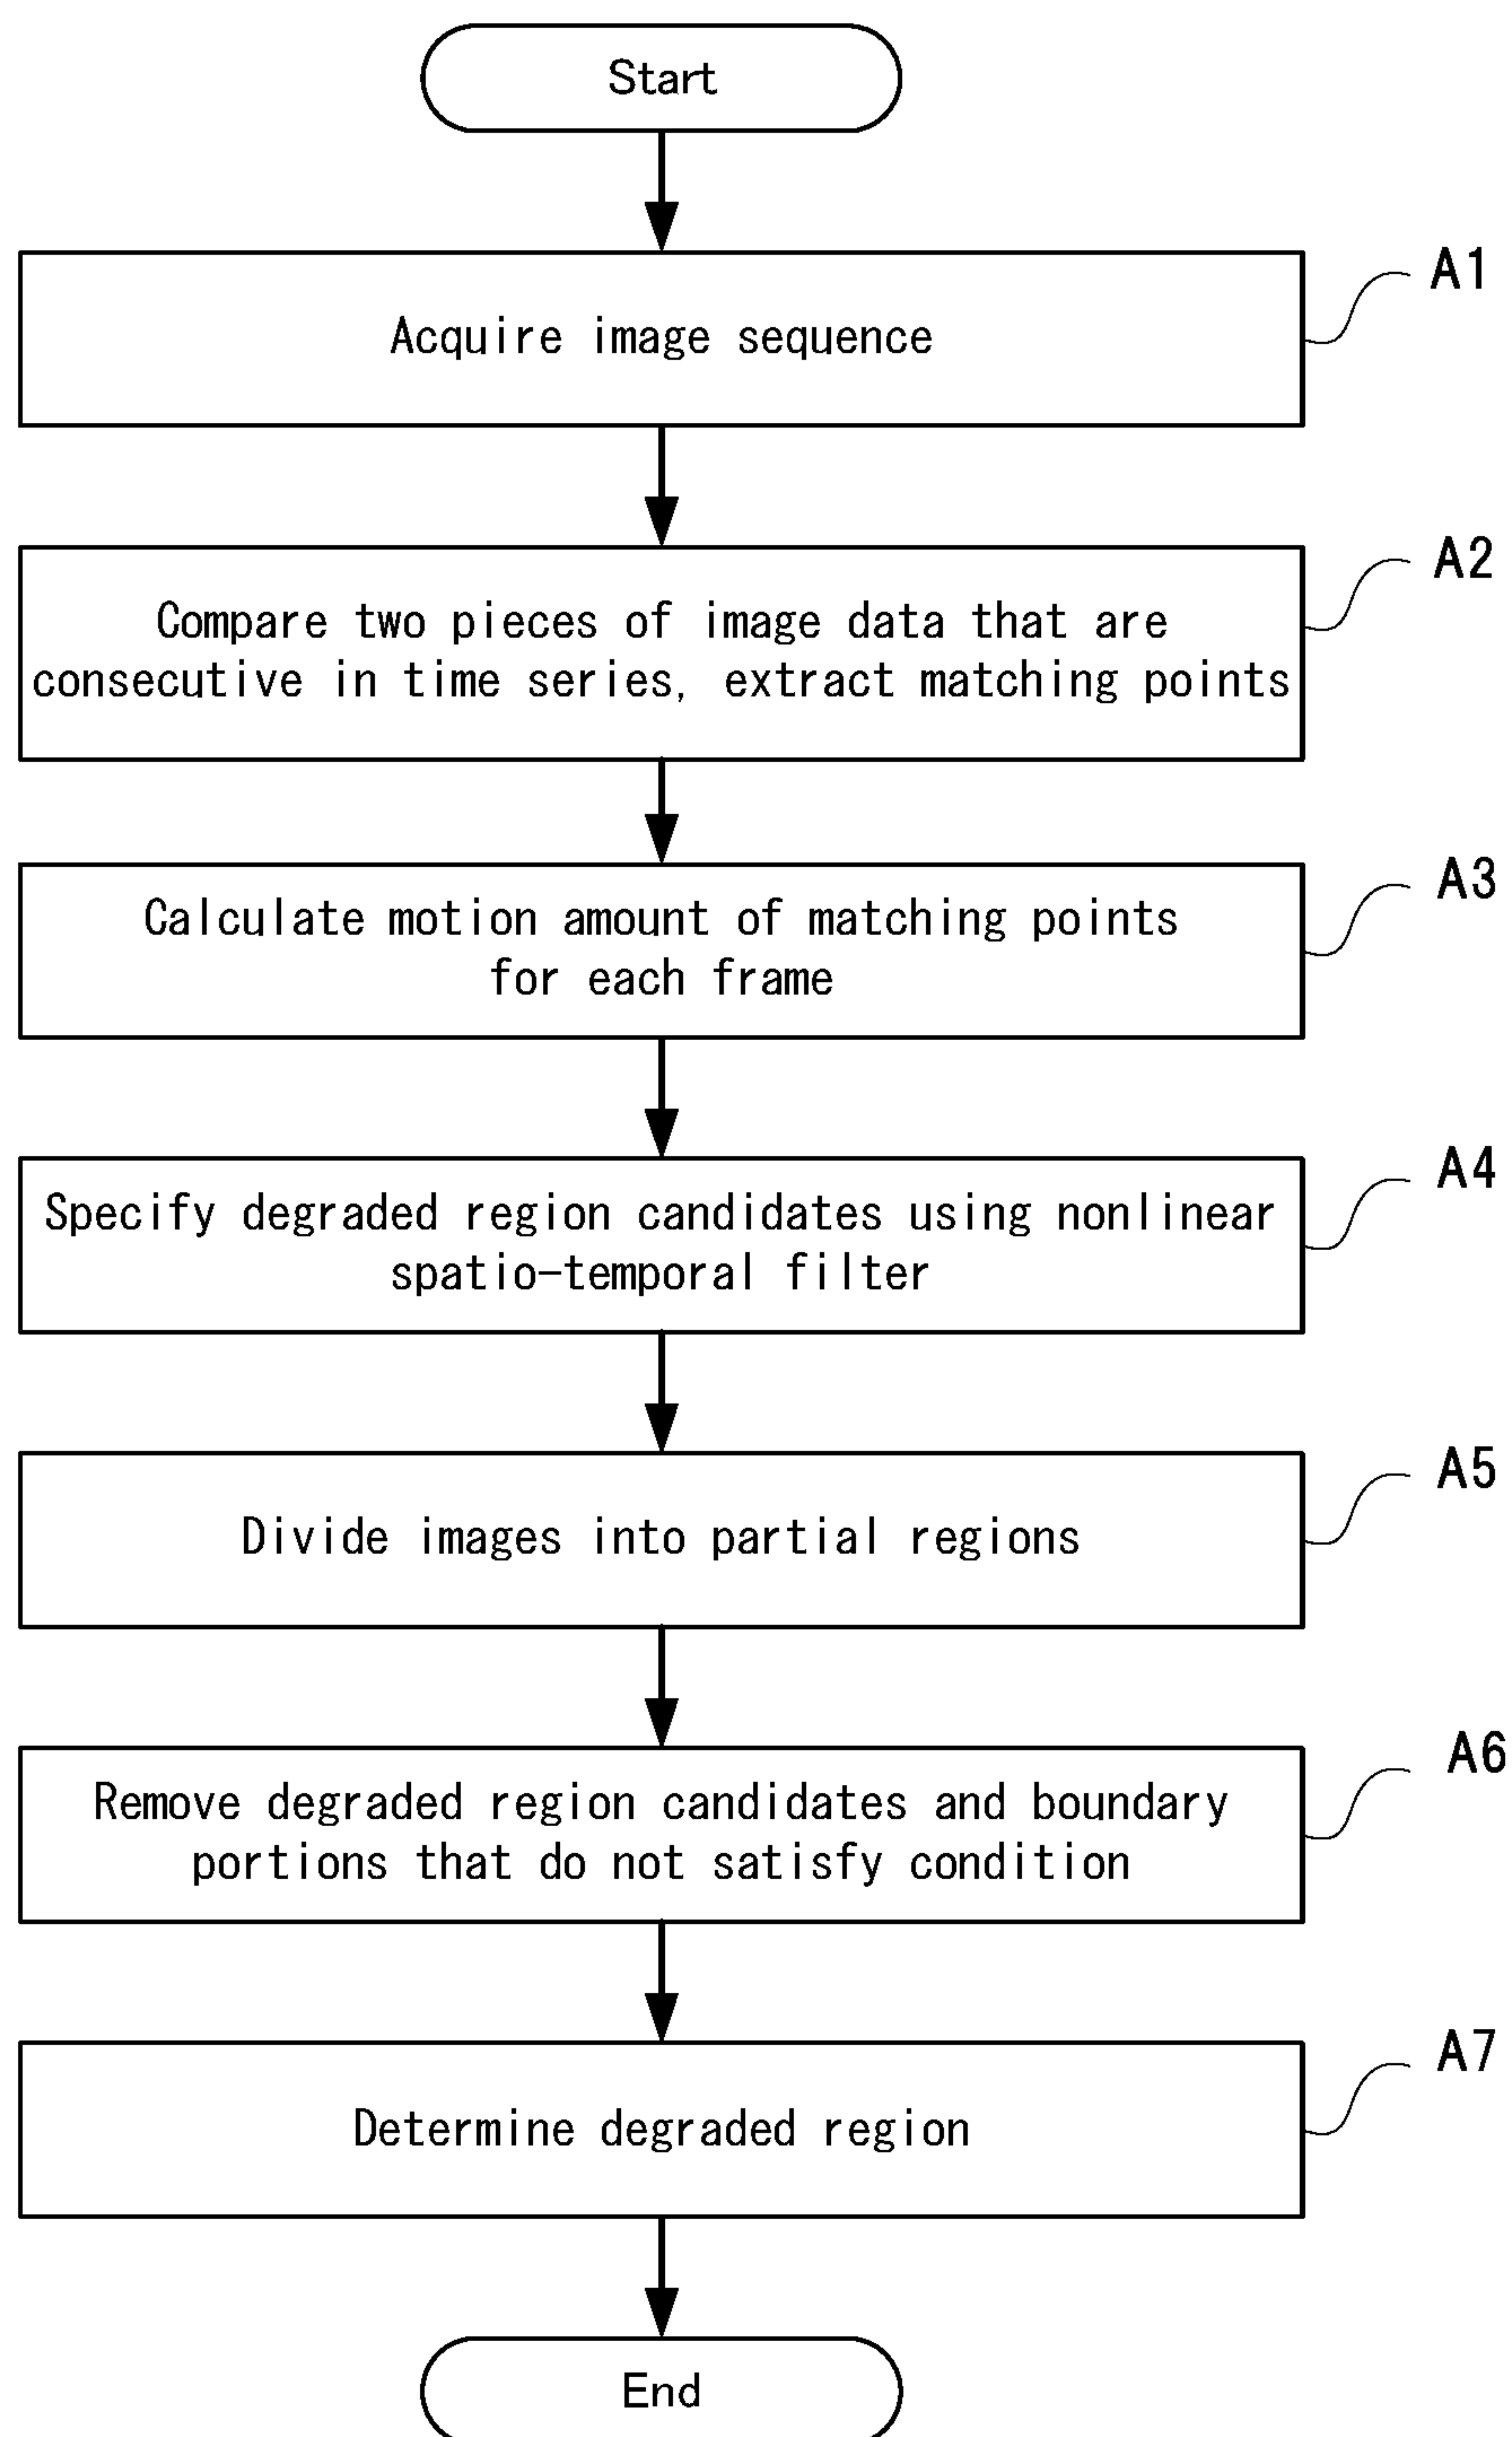 Start
A1
Acquire image sequence
A2
Compare two pieces of image data that are
consecutive in time series, extract matching points
A3
Calculate motion amount of matching points
for each frame
A4
Specify degraded region candidates using nonlinear
spatio-temporal filter
A5
Divide images into partial regions
A6
Remove degraded region candidates and boundary
portions that do not satisfy condition
A7
Determine degraded region
End